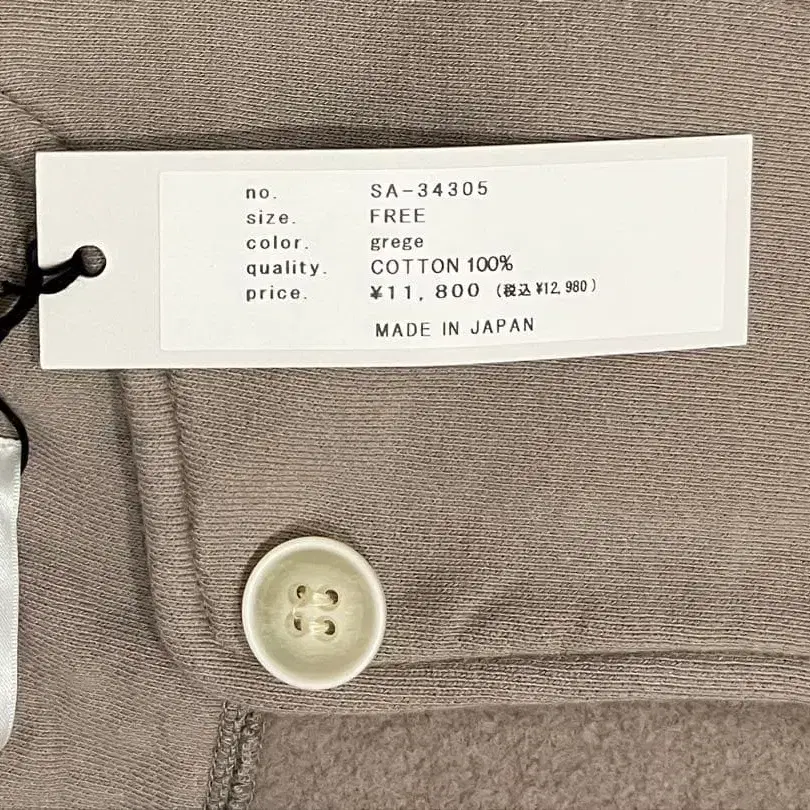 no. SA-34305
size. FREE
color. grege
quality. COTTON 100%
price. ¥11,800 (税込 ¥12,980)
MADE IN JAPAN